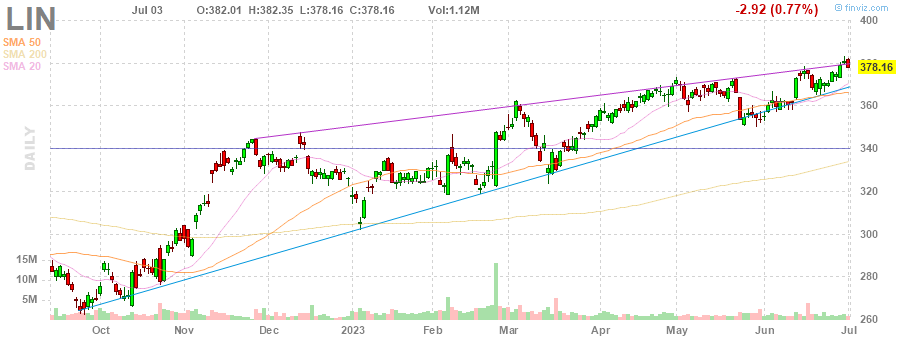 LIN Jul 03 O:382.01 H:382.35 L:378.16 C:378.16 Vol:1.12M -2.92 (0.77%) © finviz.com
SMA 50
SMA 200
SMA 20
DAILY
400
380
378.16
360
340
320
300
280
260
15M
10M
5M
Oct Nov Dec 2023 Feb Mar Apr May Jun Jul